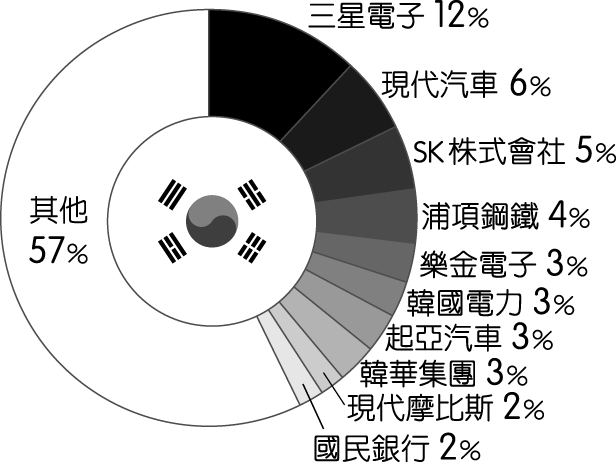 三星電子 12%
現代汽車 6%
SK株式會社 5%
浦項鋼鐵 4%
樂金電子 3%
韓國電力 3%
起亞汽車 3%
韓華集團 3%
現代摩比斯 2%
國民銀行 2%
其他
57%